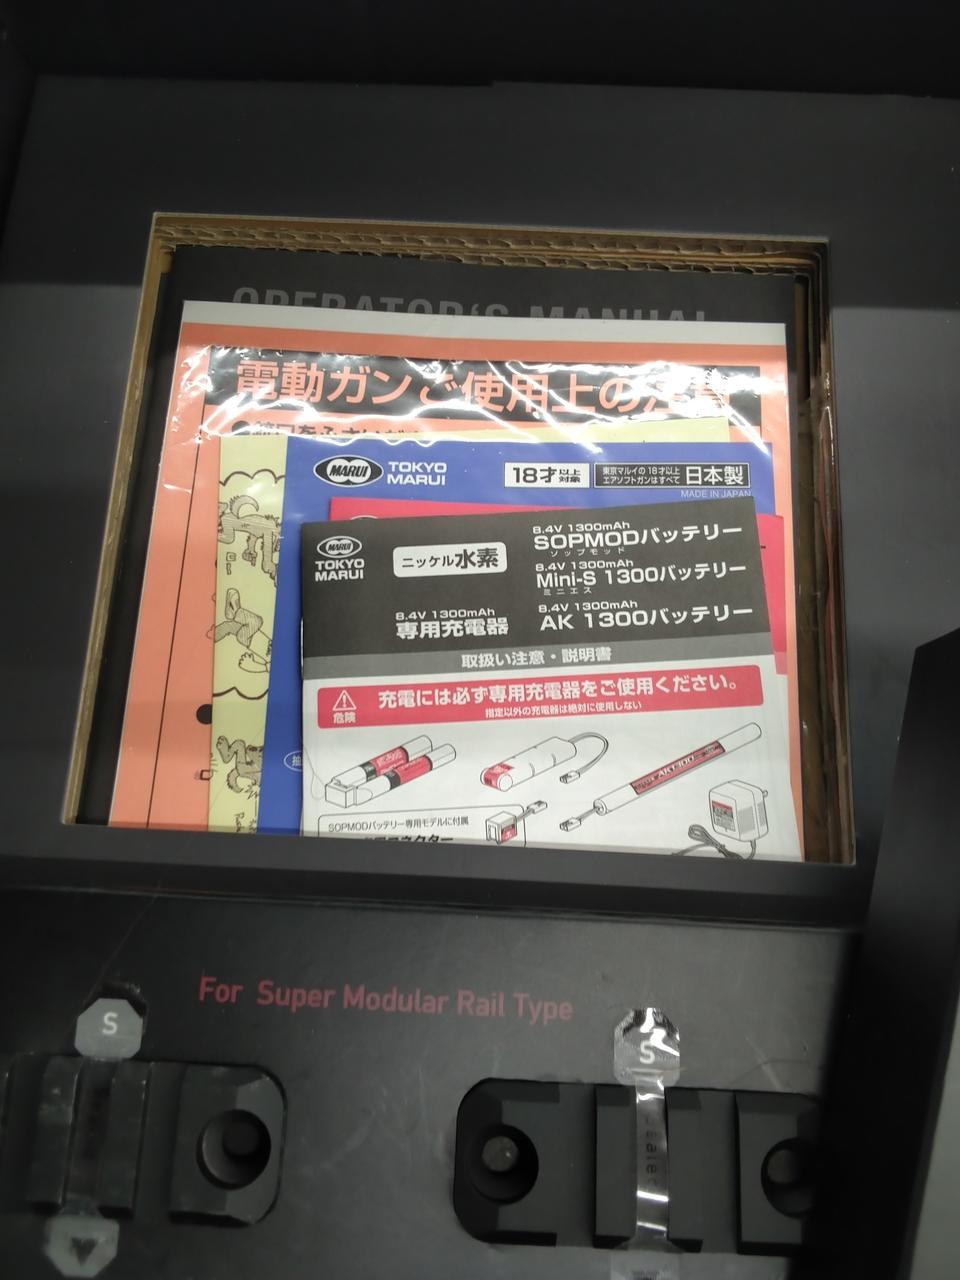 OPERATOR'S MANUAL
電動ガンご使用上の注意
MARUI
TOKYO
MARUI
18才以上
対象
東京マルイの18才以上
エアソフトガンはすべて
日本製
MADE IN JAPAN
MARUI
TOKYO
MARUI
ニッケル水素
8.4V 1300mAh
SOPMODバッテリー
ソップモッド
8.4V 1300mAh
Mini-S 1300バッテリー
ミニエス
8.4V 1300mAh
専用充電器
8.4V 1300mAh
AK 1300バッテリー
取扱い注意・説明書
危険
充電には必ず専用充電器をご使用ください。
指定以外の充電器は絶対に使用しない
AK1300
SOPMODバッテリー専用モデルに付属
For Super Modular Rail Type
S
S
sealed